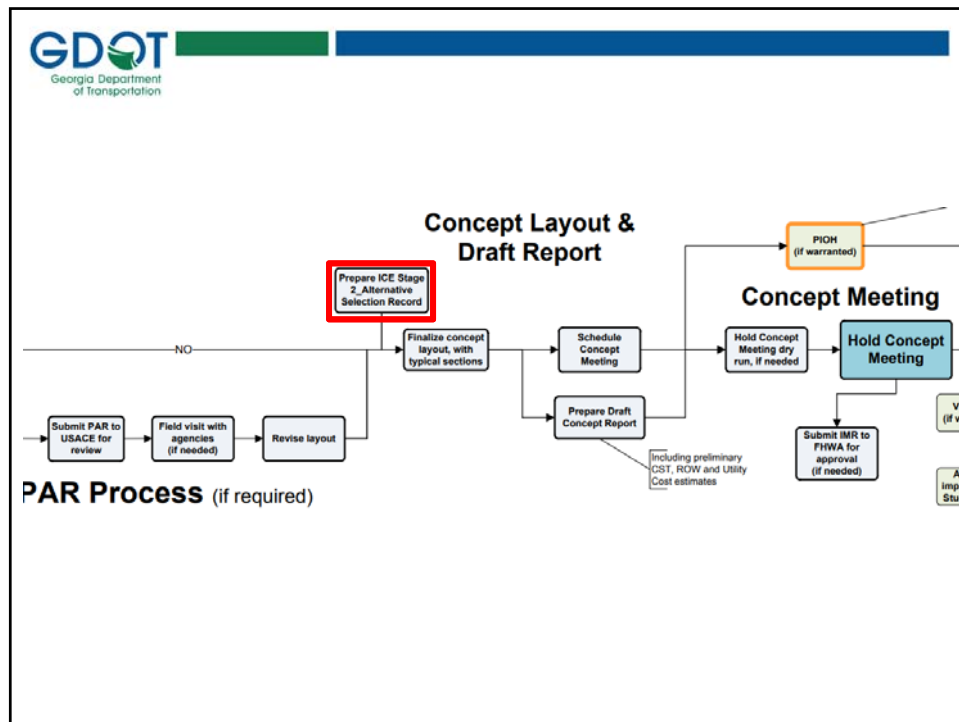 GDOT
Georgia Department
of Transportation
Concept Layout &
Draft Report
PIOH
(if warranted)
Prepare ICE Stage
2_Alternative
Selection Record
Concept Meeting
NO
Finalize concept
layout, with
typical sections
Schedule
Concept
Meeting
Hold Concept
Meeting dry
run, if needed
Hold Concept
Meeting
Submit PAR to
USACE for
review
Field visit with
agencies
(if needed)
Revise layout
Prepare Draft
Concept Report
Submit IMR to
FHWA for
approval
(if needed)
V
(if w
Including preliminary
CST, ROW and Utility
Cost estimates
A
imp
Stu
PAR Process (if required)